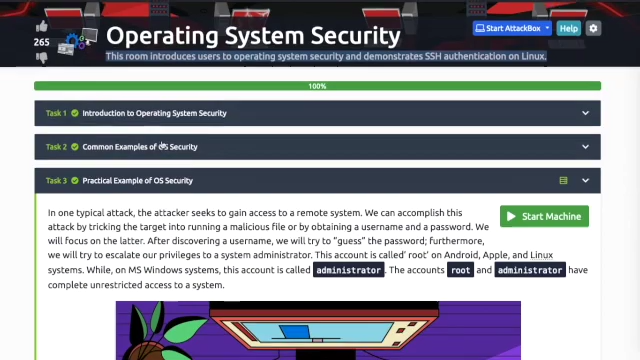 265
Operating System Security
This room introduces users to operating system security and demonstrates SSH authentication on Linux.
Start AttackBox
Help
100%
Task 1 Introduction to Operating System Security
Task 2 Common Examples of OS Security
Task 3 Practical Example of OS Security
In one typical attack, the attacker seeks to gain access to a remote system. We can accomplish this
attack by tricking the target into running a malicious file or by obtaining a username and a password. We
will focus on the latter. After discovering a username, we will try to "guess" the password; furthermore,
we will try to escalate our privileges to a system administrator. This account is called' root' on Android, Apple, and Linux
systems. While, on MS Windows systems, this account is called administrator. The accounts root and administrator have
complete unrestricted access to a system.
Start Machine